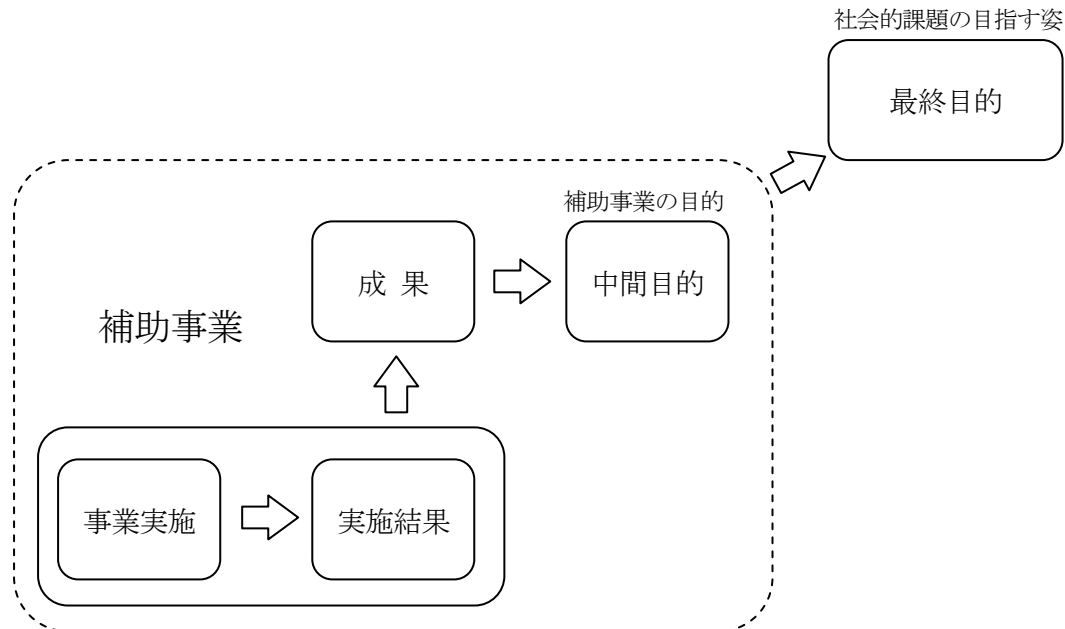 社会的課題の目指す姿
最終目的
補助事業の目的
成 果
中間目的
補助事業
事業実施
実施結果